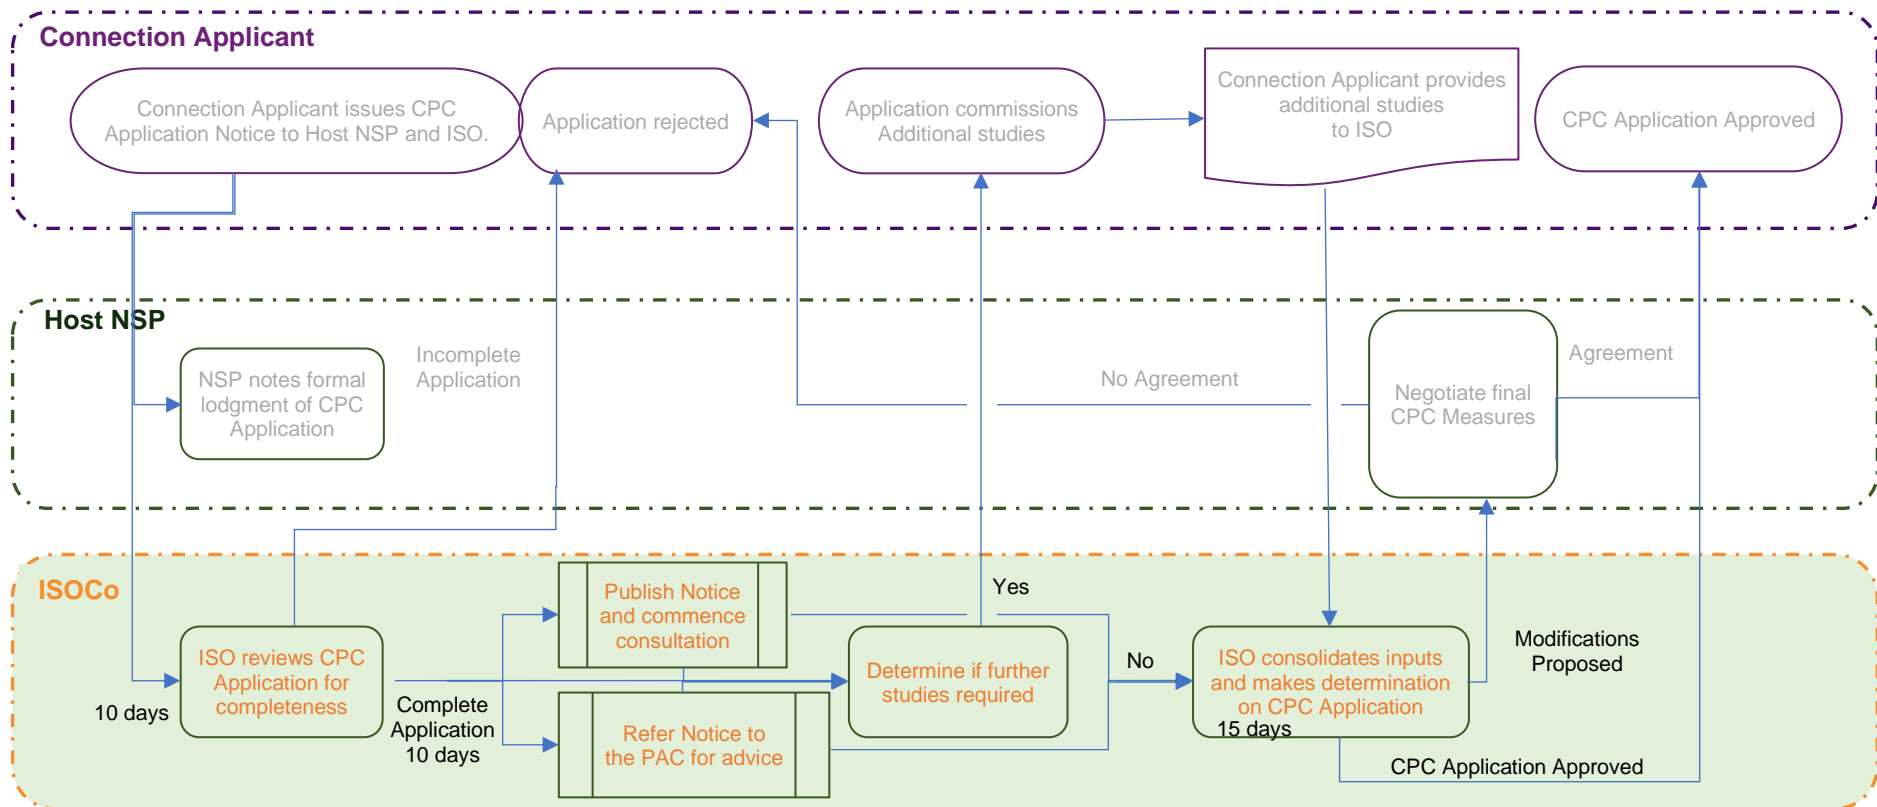 Connection Applicant
Connection Applicant issues CPC
Application Notice to Host NSP and ISO.
Application rejected
Application commissions
Additional studies
Connection Applicant provides
additional studies
to ISO
CPC Application Approved
Host NSP
NSP notes formal
lodgment of CPC
Application
Incomplete
Application
No Agreement
Negotiate final
CPC Measures
Agreement
ISOCo
ISO reviews CPC
Application for
completeness
10 days
Complete
Application
10 days
Publish Notice
and commence
consultation
Refer Notice to
the PAC for advice
Yes
Determine if further
studies required
No
ISO consolidates inputs
and makes determination
on CPC Application
15 days
Modifications
Proposed
CPC Application Approved